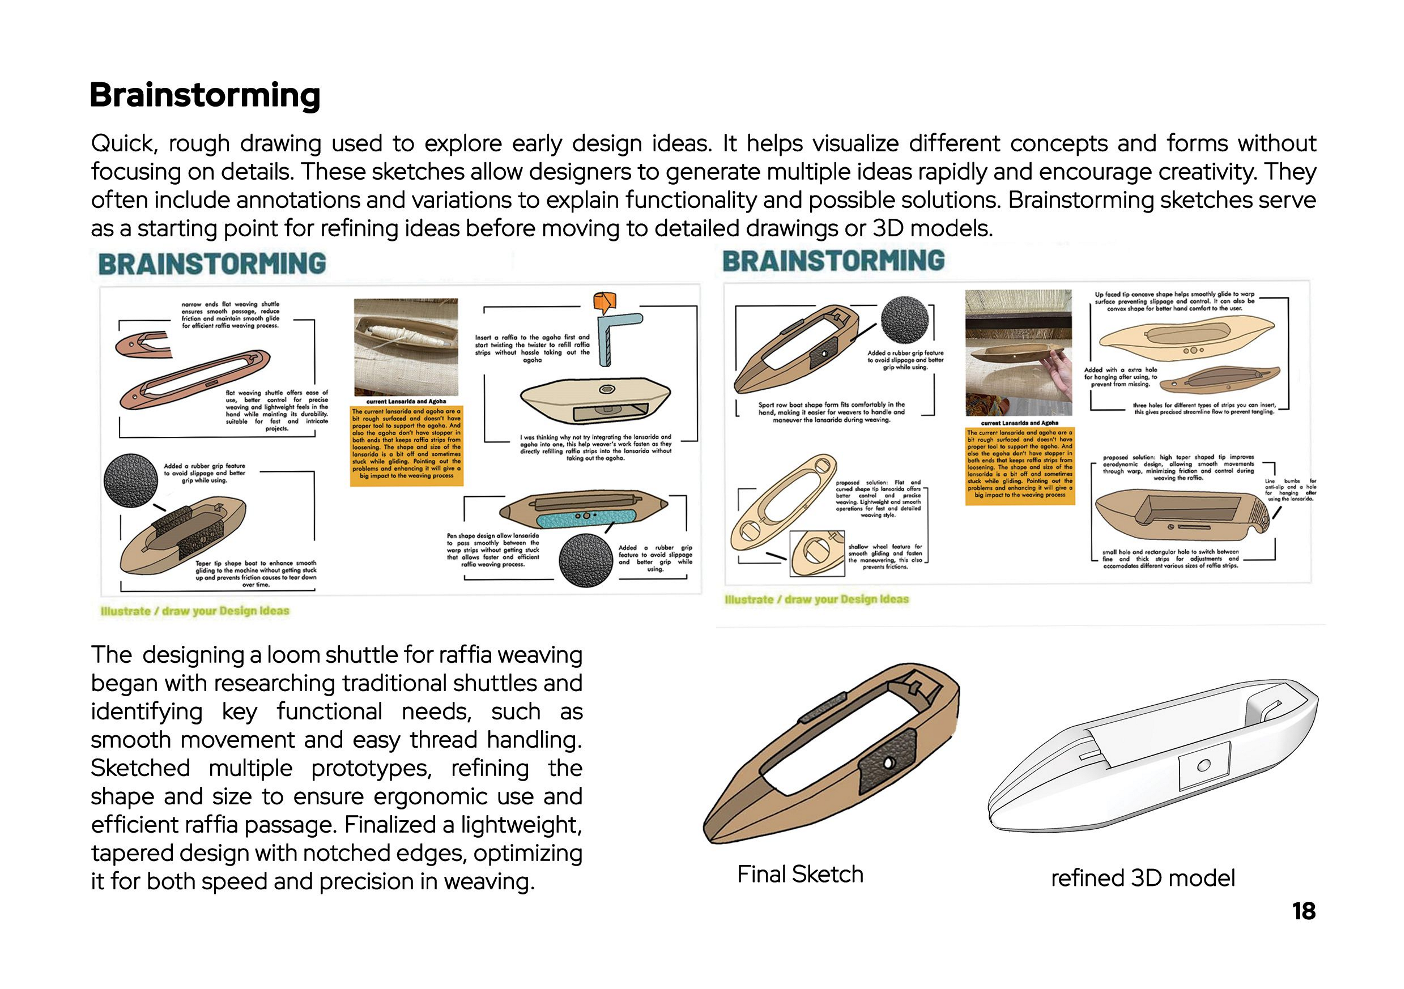 Brainstorming
Quick, rough drawing used to explore early design ideas. It helps visualize different concepts and forms without
focusing on details. These sketches allow designers to generate multiple ideas rapidly and encourage creativity. They
often include annotations and variations to explain functionality and possible solutions. Brainstorming sketches serve
as a starting point for refining ideas before moving to detailed drawings or 3D models.
BRAINSTORMING
narrow ends flat weaving shuttle
ensures smooth passage, reduce
friction and maintain smooth glide
for efficient raffia weaving process.
flat weaving shuttle offers ease of
use, better control for precise
weaving and lightweight feels in the
hand while mainting its durability.
suitable for fast and intricate
projects.
Added a rubber grip feature
to avoid slippage and better
grip while using.
Taper tip shape boat to enhance smooth
gliding to the machine without getting stuck
up and prevents friction causes to tear down
over time.
current Lansarida and Agoha
The current lansarida and agoha are a
bit rough surfaced and doesn't have
proper tool to support the agoha. And
also the agoha don't have stopper in
both ends that keeps raffia strips from
loosening. The shape and size of the
lansarida is a bit off and sometimes
stuck while gliding. Pointing out the
problems and enhancing it will give a
big impact to the weaving process
Insert a raffia to the agoha first and
start twisting the twister to refill raffia
strips without hassle taking out the
agoha
I was thinking why not try integrating the lansarida and
agoha into one, this help weaver's work fasten as they
directly refilling raffia strips into the lansarida without
taking out the agoha.
Pen shape design allow lansarida
to pass smoothly between the
warp strips without getting stuck
that allows faster and efficient
raffia weaving process.
Added a rubber grip
feature to avoid slippage
and better grip while
using.
Illustrate / draw your Design Ideas
BRAINSTORMING
Added a rubber grip feature
to avoid slippage and better
grip while using.
Sport row boat shape form fits comfortably in the
hand, making it easier for weavers to handle and
maneuver the lansarida during weaving.
proposed solution: Flat and
curved shape tip lansarida offers
better control and precise
weaving. Lightweight and smooth
operations for fast and detailed
weaving style.
shallow wheel feature for
smooth gliding and fasten
the maneuvering, this also
prevents frictions.
current Lansarida and Agoha
The current lansarida and agoha are a
bit rough surfaced and doesn't have
proper tool to support the agoha. And
also the agoha don't have stopper in
both ends that keeps raffia strips from
loosening. The shape and size of the
lansarida is a bit off and sometimes
stuck while gliding. Pointing out the
problems and enhancing it will give a
big impact to the weaving process
Up faced tip concave shape helps smoothly glide to warp
surface preventing slippage and control. It can also be
convex shape for better hand comfort to the user.
Added with a extra hole
for hanging after using, to
prevent from missing.
three holes for different types of strips you can insert,
this gives precised streamline flow to prevent tangling.
proposed solution: high taper shaped tip improves
aerodynamic design, allowing smooth movements
through warp, minimizing friction and control during
weaving the raffia.
Line bumbs for
anti-slip and a hole
for hanging after
using the lansarida.
small hole and rectangular hole to switch between
fine and thick strips for adjustments and
accomodates different various sizes of raffia strips.
Illustrate / draw your Design Ideas
The designing a loom shuttle for raffia weaving
began with researching traditional shuttles and
identifying key functional needs, such as
smooth movement and easy thread handling.
Sketched multiple prototypes, refining the
shape and size to ensure ergonomic use and
efficient raffia passage. Finalized a lightweight,
tapered design with notched edges, optimizing
it for both speed and precision in weaving.
Final Sketch
refined 3D model
18